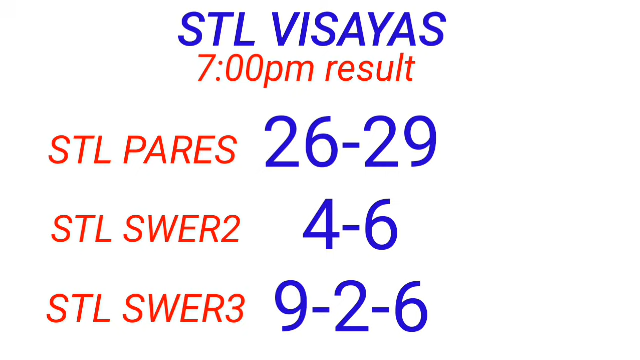 STL VISAYAS
7:00pm result
STL PARES 26-29
STL SWER2 4-6
STL SWER3 9-2-6